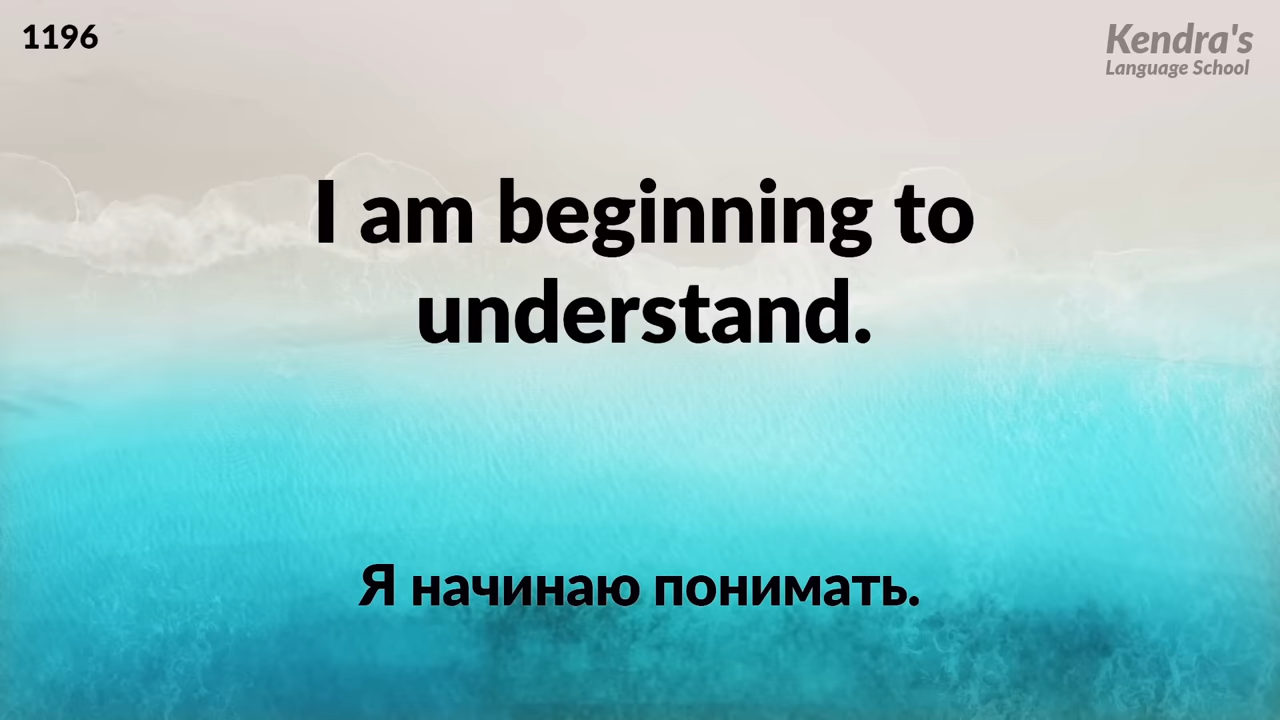 1196
Kendra's
Language School
I am beginning to
understand.
Я начинаю понимать.